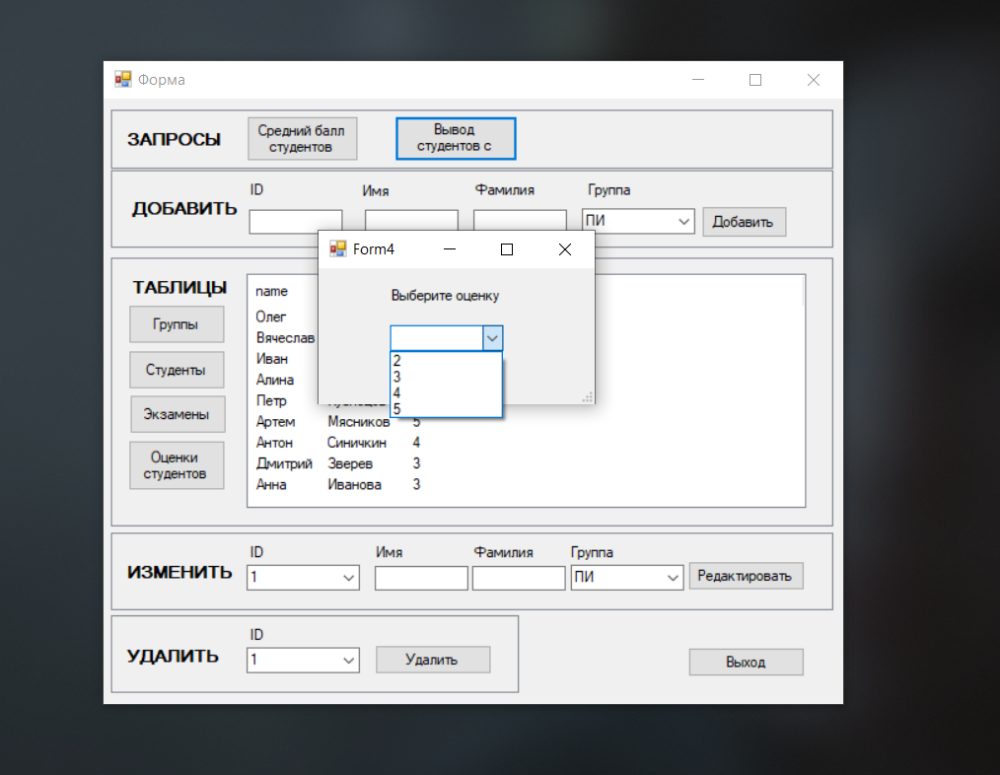 Форма
ЗАПРОСЫ
Средний балл
студентов
Вывод
студентов с
ДОБАВИТЬ
ID
Имя
Фамилия
Группа
ПИ
Добавить
Form4
Выберите оценку
2
3
4
5
ТАБЛИЦЫ
Группы
Студенты
Экзамены
Оценки
студентов
name
Олег
Вячеслав
Иван
Алина
Петр
Артем Мясников 5
Антон Синичкин 4
Дмитрий Зверев 3
Анна Иванова 3
ИЗМЕНИТЬ
ID
Имя
Фамилия
Группа
1
ПИ
Редактировать
УДАЛИТЬ
ID
1
Удалить
Выход